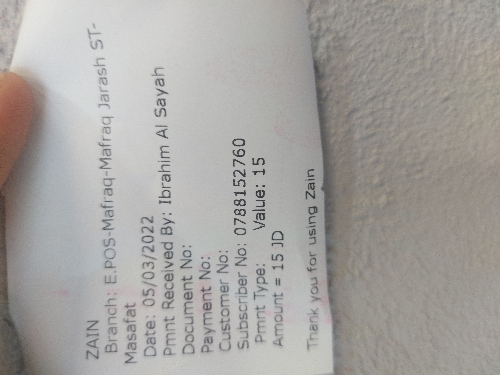 ZAIN
Branch: E.POS-Mafraq-Mafraq Jarash ST-
Masafat
Date: 05/03/2022
Pmnt Received By: Ibrahim Al Sayah
Document No:
Payment No:
Customer No:
Subscriber No: 0788152760
Pmnt Type: Value: 15
Amount = 15 JD
Thank you for using Zain